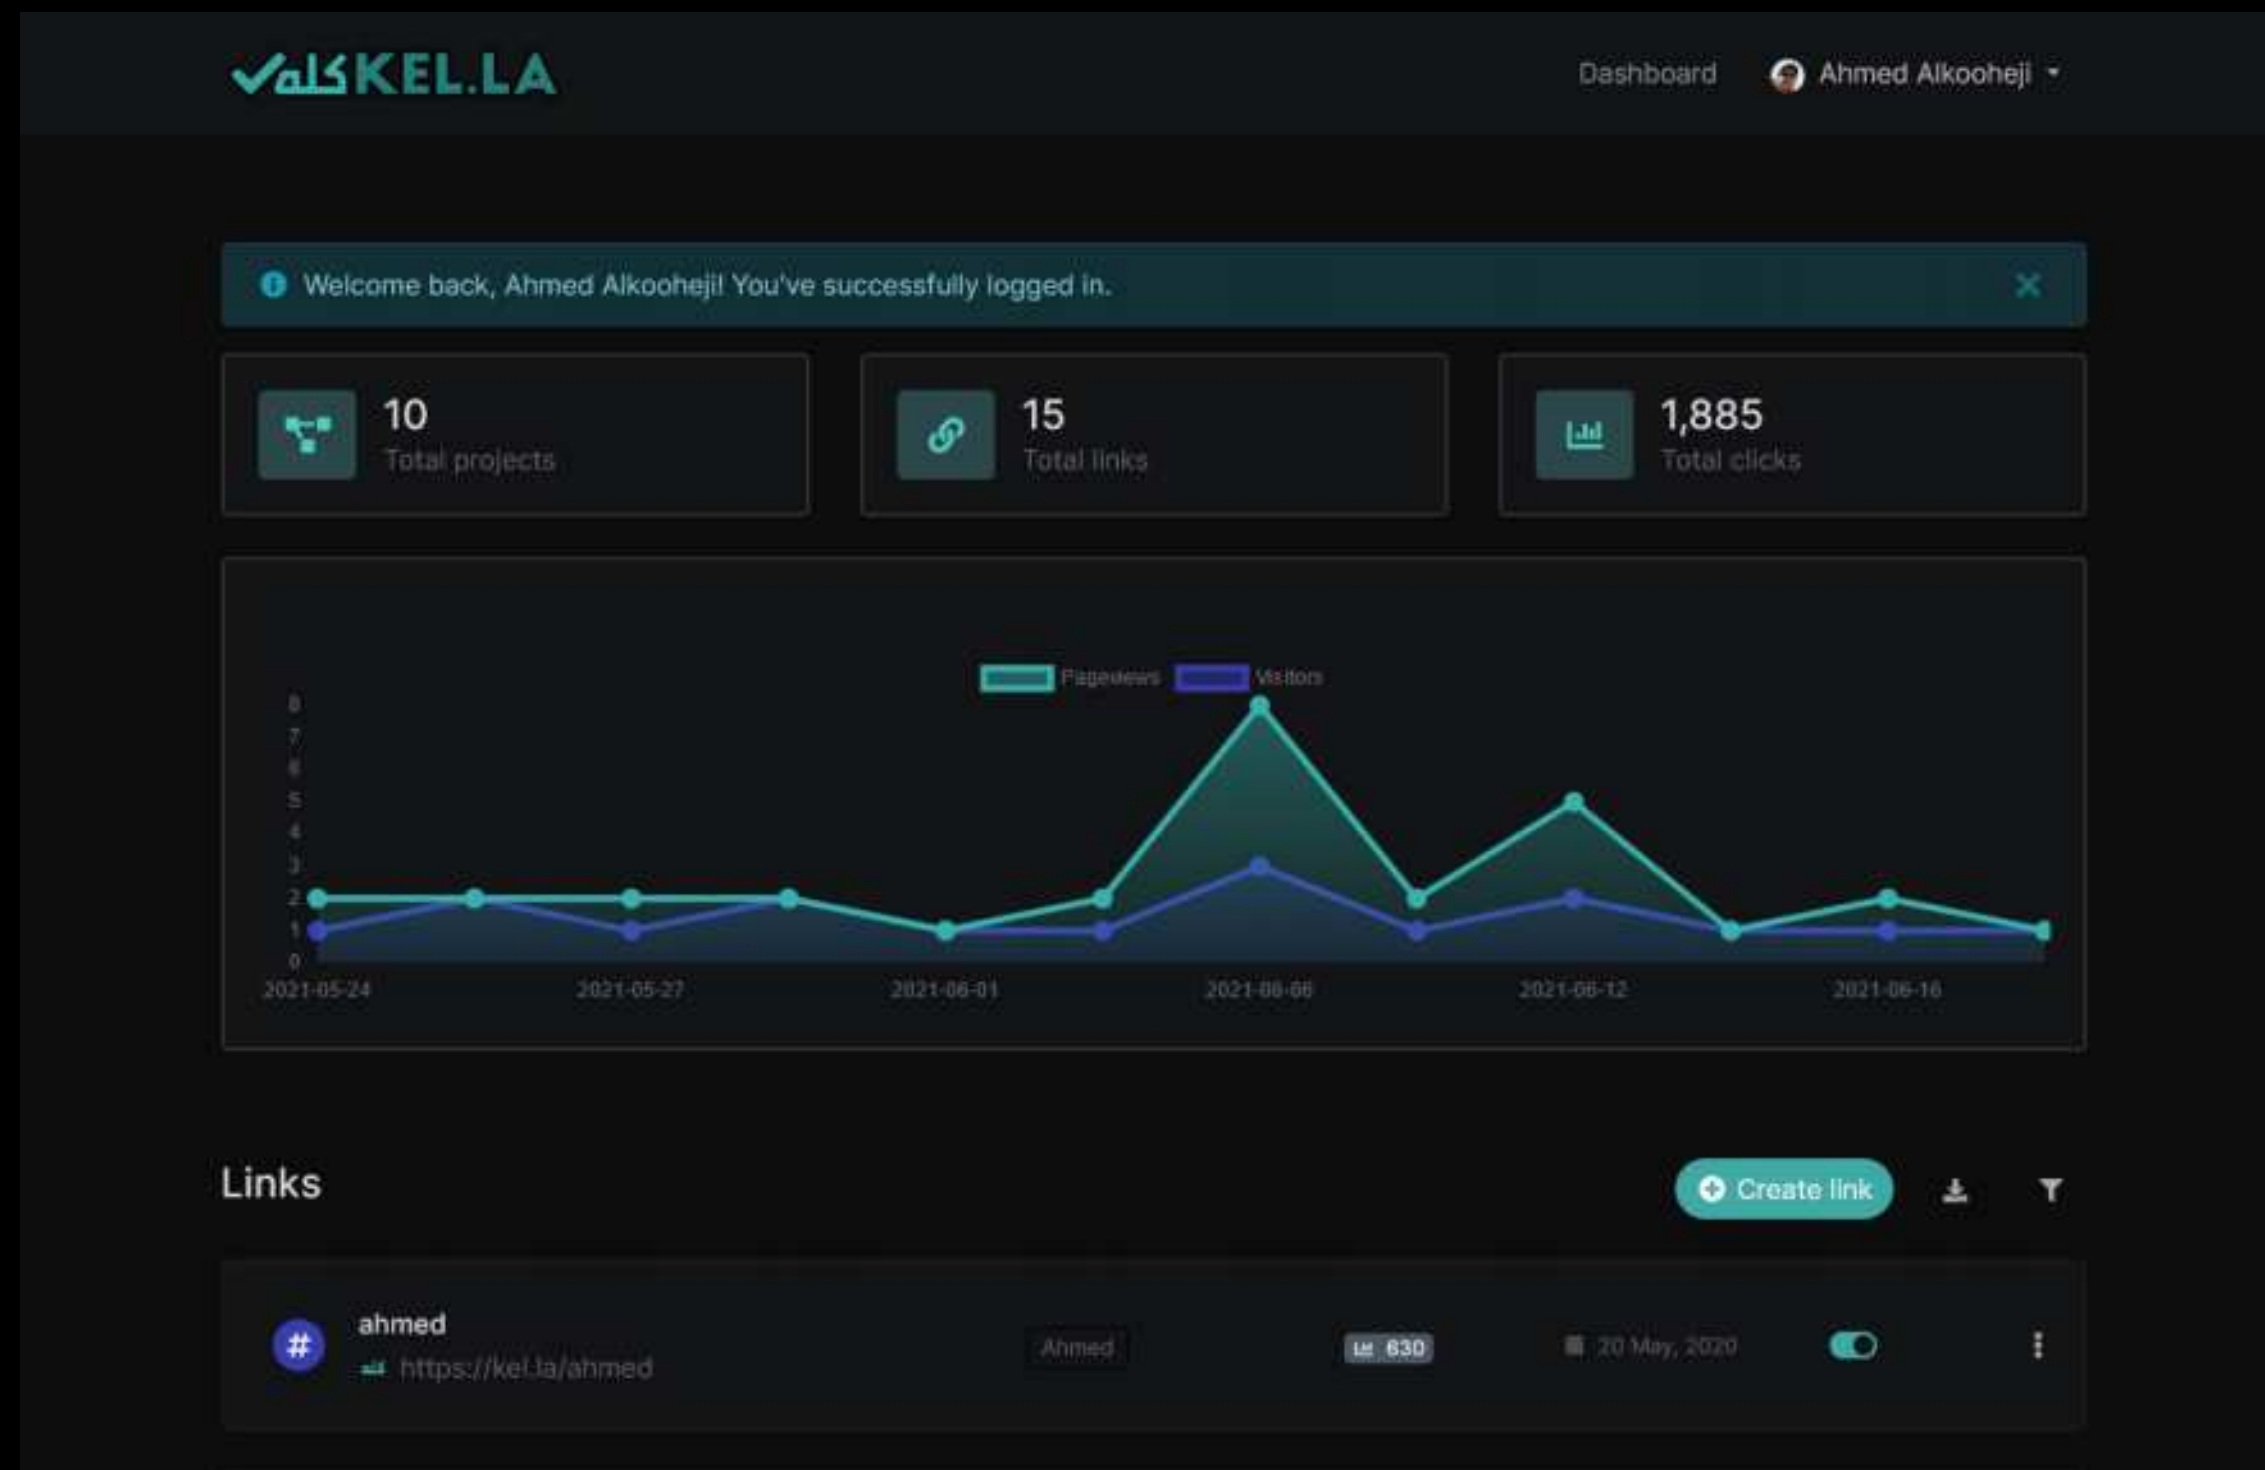 كلمة KEL.LA
Dashboard
Ahmed Alkooheji
Welcome back, Ahmed Alkooheji! You've successfully logged in.
10
Total projects
15
Total links
1,885
Total clicks
Pageviews
Visitors
8
7
6
5
4
3
2
1
0
2021-05-24
2021-05-27
2021-06-01
2021-06-06
2021-06-12
2021-06-16
Links
Create link
ahmed
https://kel.la/ahmed
Ahmed
630
20 May, 2020